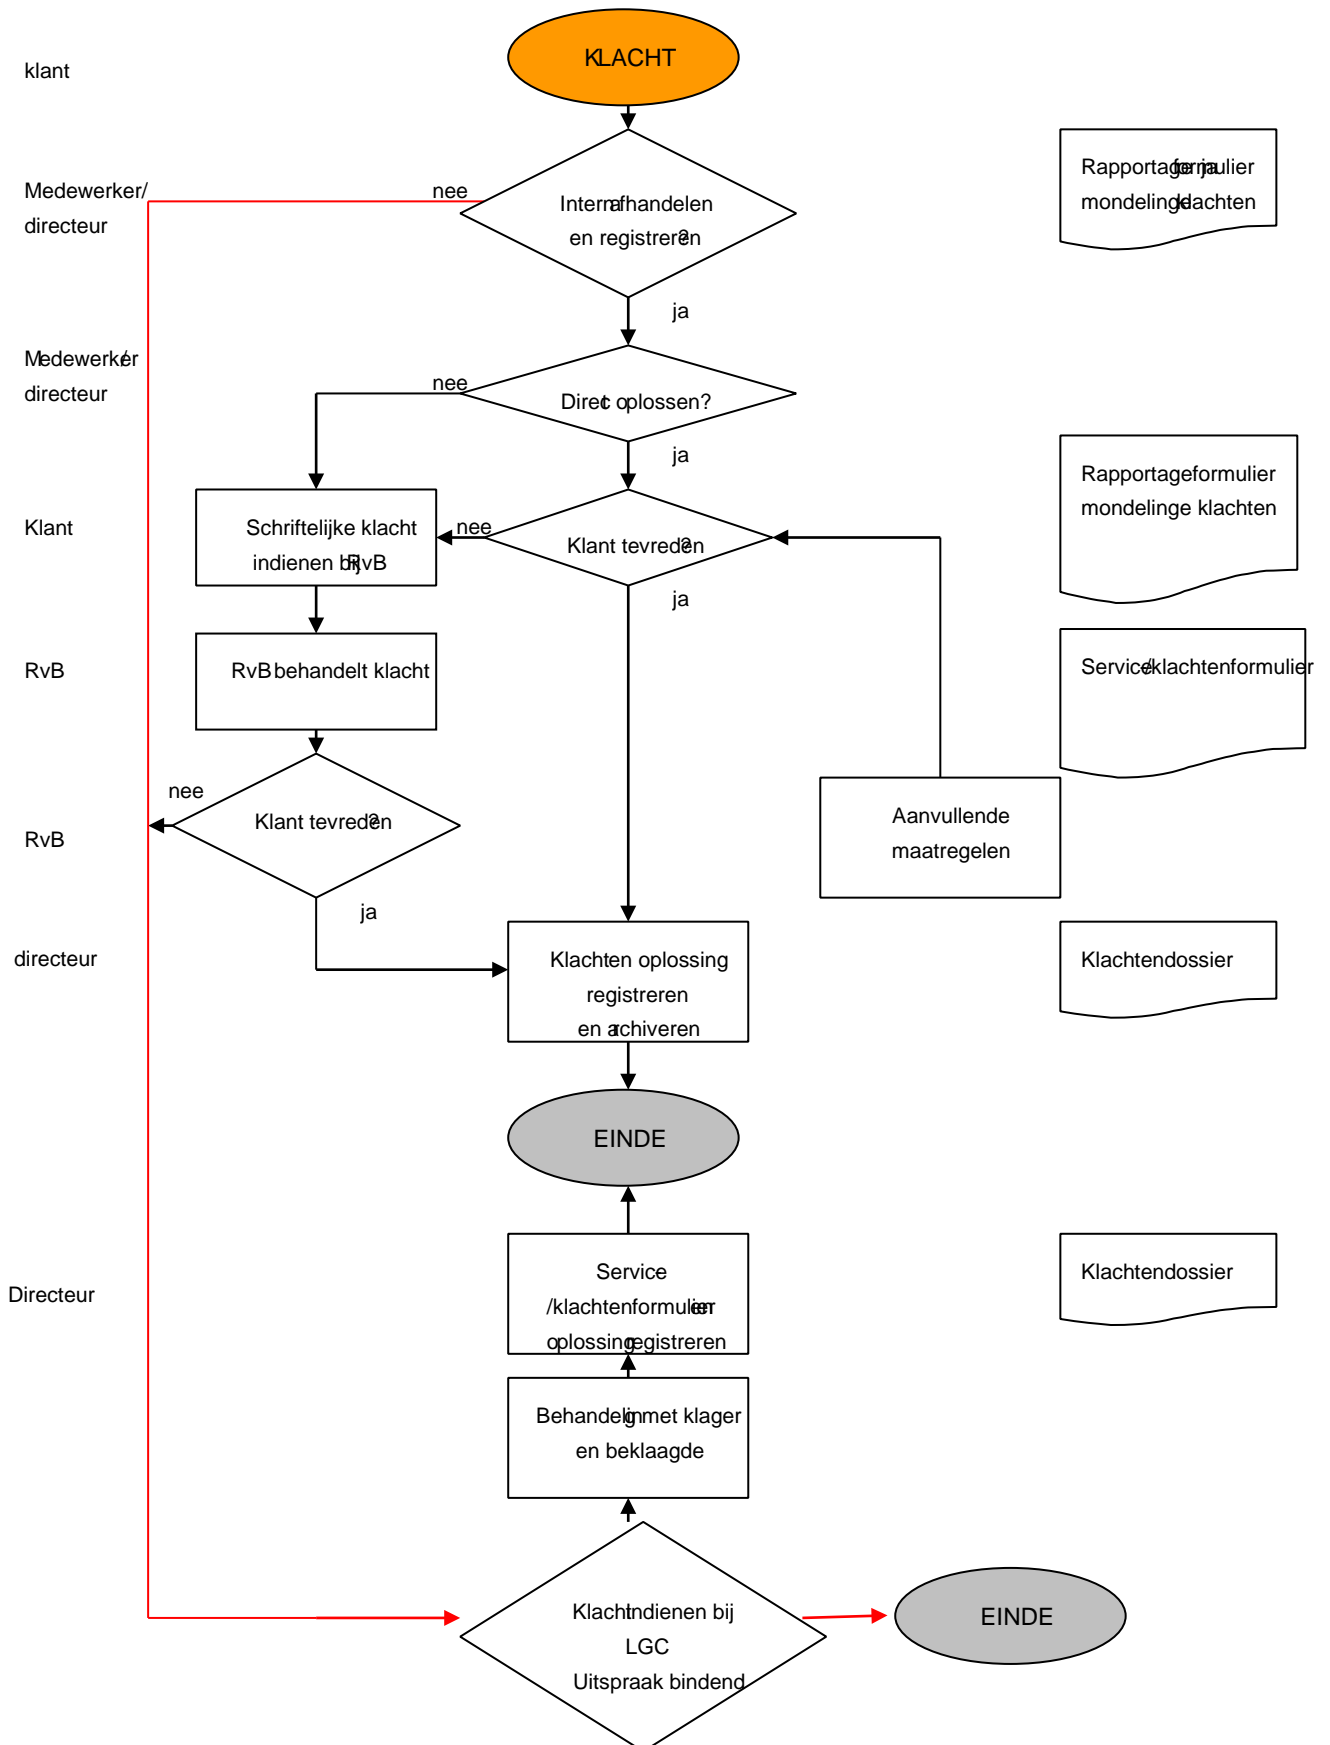 KLACHT
klant
Medewerker/
directeur
nee
Intern afhandelen
en registreren?
Rapportageformulier
mondelinge klachten
ja
Medewerker/
directeur
nee
Direct oplossen?
ja
Rapportageformulier
mondelinge klachten
Klant
Schriftelijke klacht
indienen bij RvB
nee
Klant tevreden?
ja
RvB
RvB behandelt klacht
Service/klachtenformulier
nee
Klant tevreden?
RvB
Aanvullende
maatregelen
ja
directeur
Klachten oplossing
registreren
en achiveren
Klachtendossier
EINDE
Directeur
Service
/klachtenformulier en
oplossing registreren
Klachtendossier
Behandeling met klager
en beklaagde
Klacht indienen bij
LGC
Uitspraak bindend
EINDE